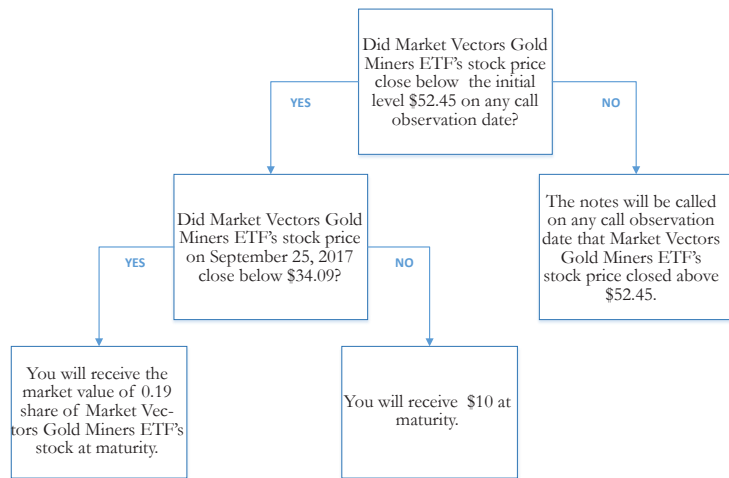 Did Market Vectors Gold
Miners ETF's stock price
close below the initial
level $52.45 on any call
observation date?
YES
NO
Did Market Vectors Gold
Miners ETF's stock price
on September 25, 2017
close below $34.09?
The notes will be called
on any call observation
date that Market Vectors
Gold Miners ETF's
stock price closed above
$52.45.
YES
NO
You will receive the
market value of 0.19
share of Market Vec-
tors Gold Miners ETF's
stock at maturity.
You will receive $10 at
maturity.